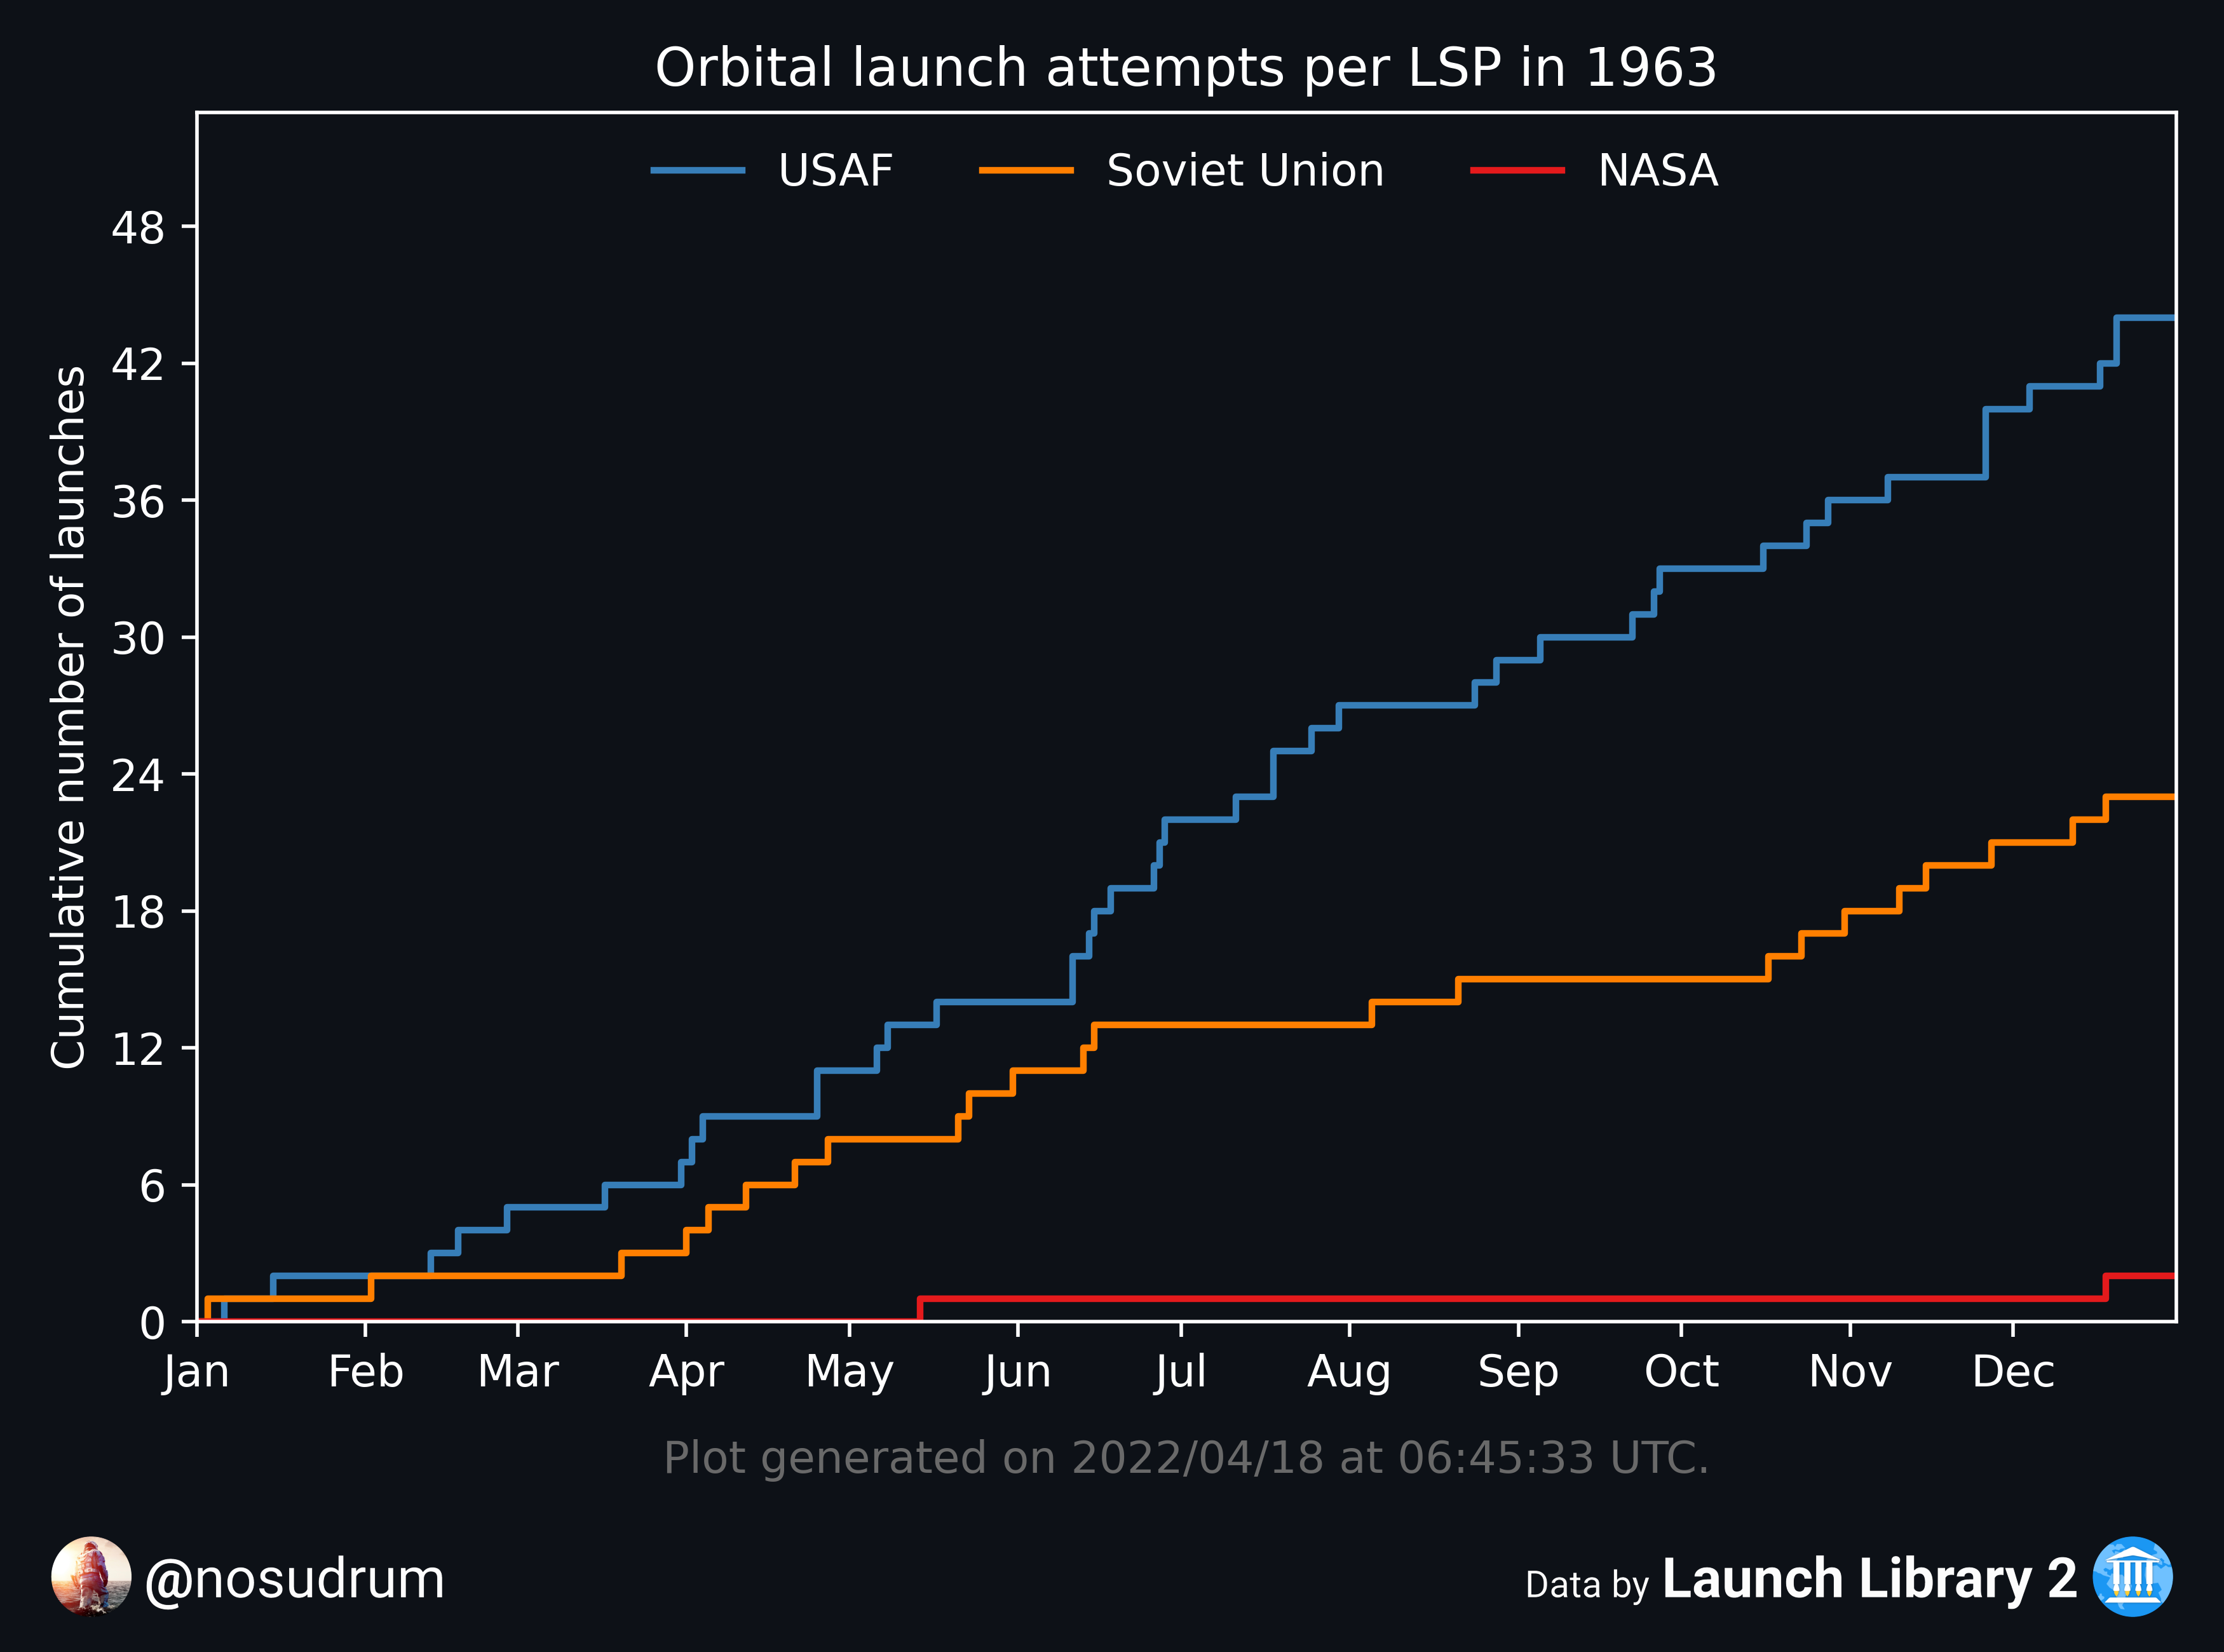 Orbital launch attempts per LSP in 1963
USAF Soviet Union NASA
Cumulative number of launches
48
42
36
30
24
18
12
6
0
Jan Feb Mar Apr May Jun Jul Aug Sep Oct Nov Dec
Plot generated on 2022/04/18 at 06:45:33 UTC.
@nosudrum
Data by Launch Library 2